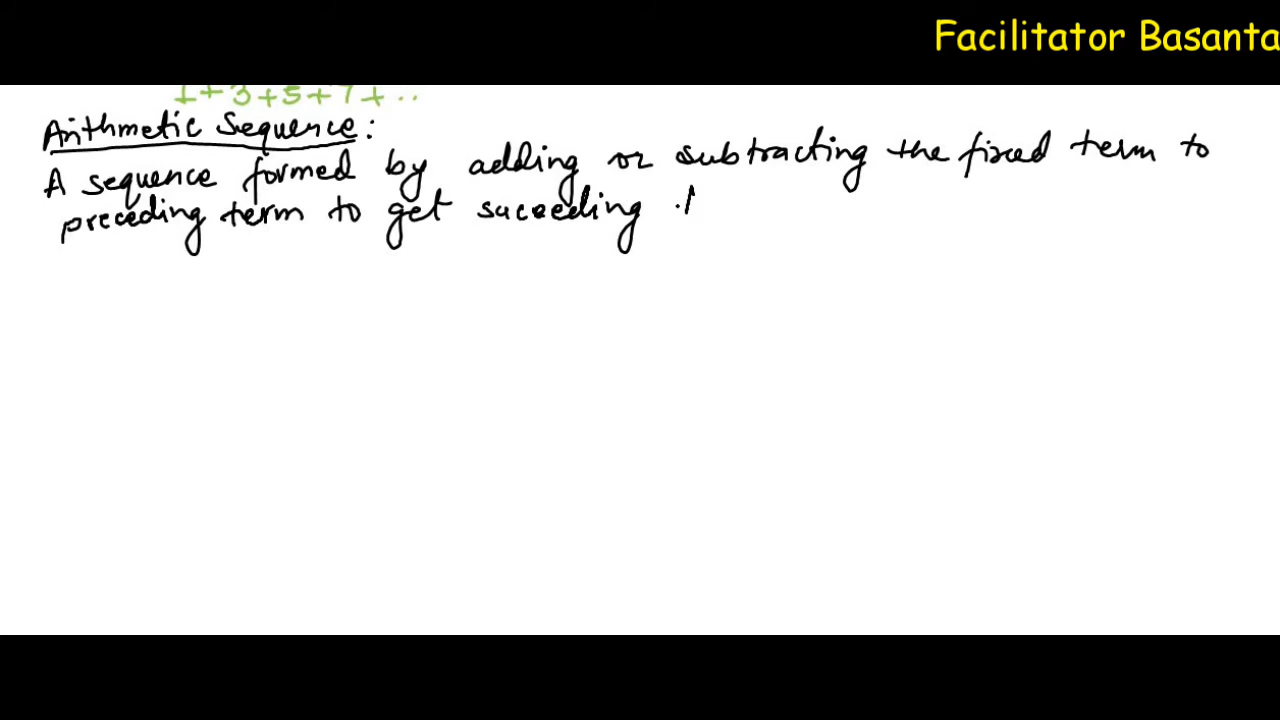 Facilitator Basanta
1+3+5+7+..
Arithmetic Sequence:
A sequence formed by adding or subtracting the fixed term to
preceding term to get suceeding